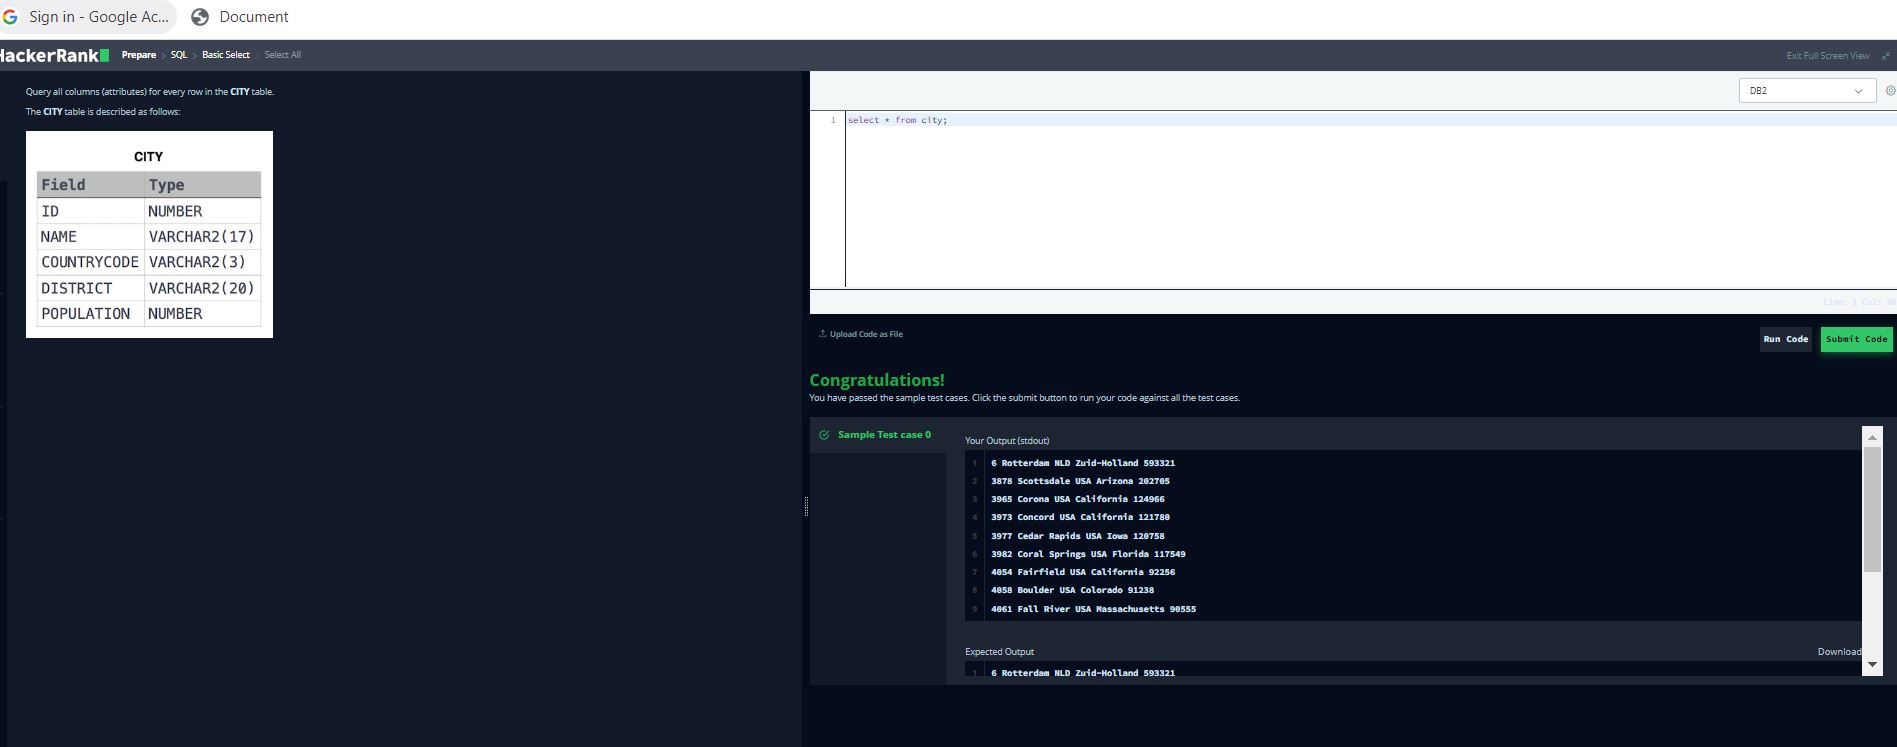 Sign in - Google Ac... Document
HackerRank Prepare > SQL > Basic Select > Select All Exit Full Screen View
Query all columns (attributes) for every row in the CITY table.
The CITY table is described as follows:
CITY
Field Type
ID NUMBER
NAME VARCHAR2(17)
COUNTRYCODE VARCHAR2(3)
DISTRICT VARCHAR2(20)
POPULATION NUMBER
DB2
1 select * from city;
Line: 1 Col: 20
Upload Code as File
Run Code Submit Code
Congratulations!
You have passed the sample test cases. Click the submit button to run your code against all the test cases.
Sample Test case 0
Your Output (stdout)
1 6 Rotterdam NLD Zuid-Holland 593321
2 3878 Scottsdale USA Arizona 202705
3 3965 Corona USA California 124966
4 3973 Concord USA California 121780
5 3977 Cedar Rapids USA Iowa 120758
6 3982 Coral Springs USA Florida 117549
7 4054 Fairfield USA California 92256
8 4058 Boulder USA Colorado 91238
9 4061 Fall River USA Massachusetts 90555
Expected Output Download
1 6 Rotterdam NLD Zuid-Holland 593321